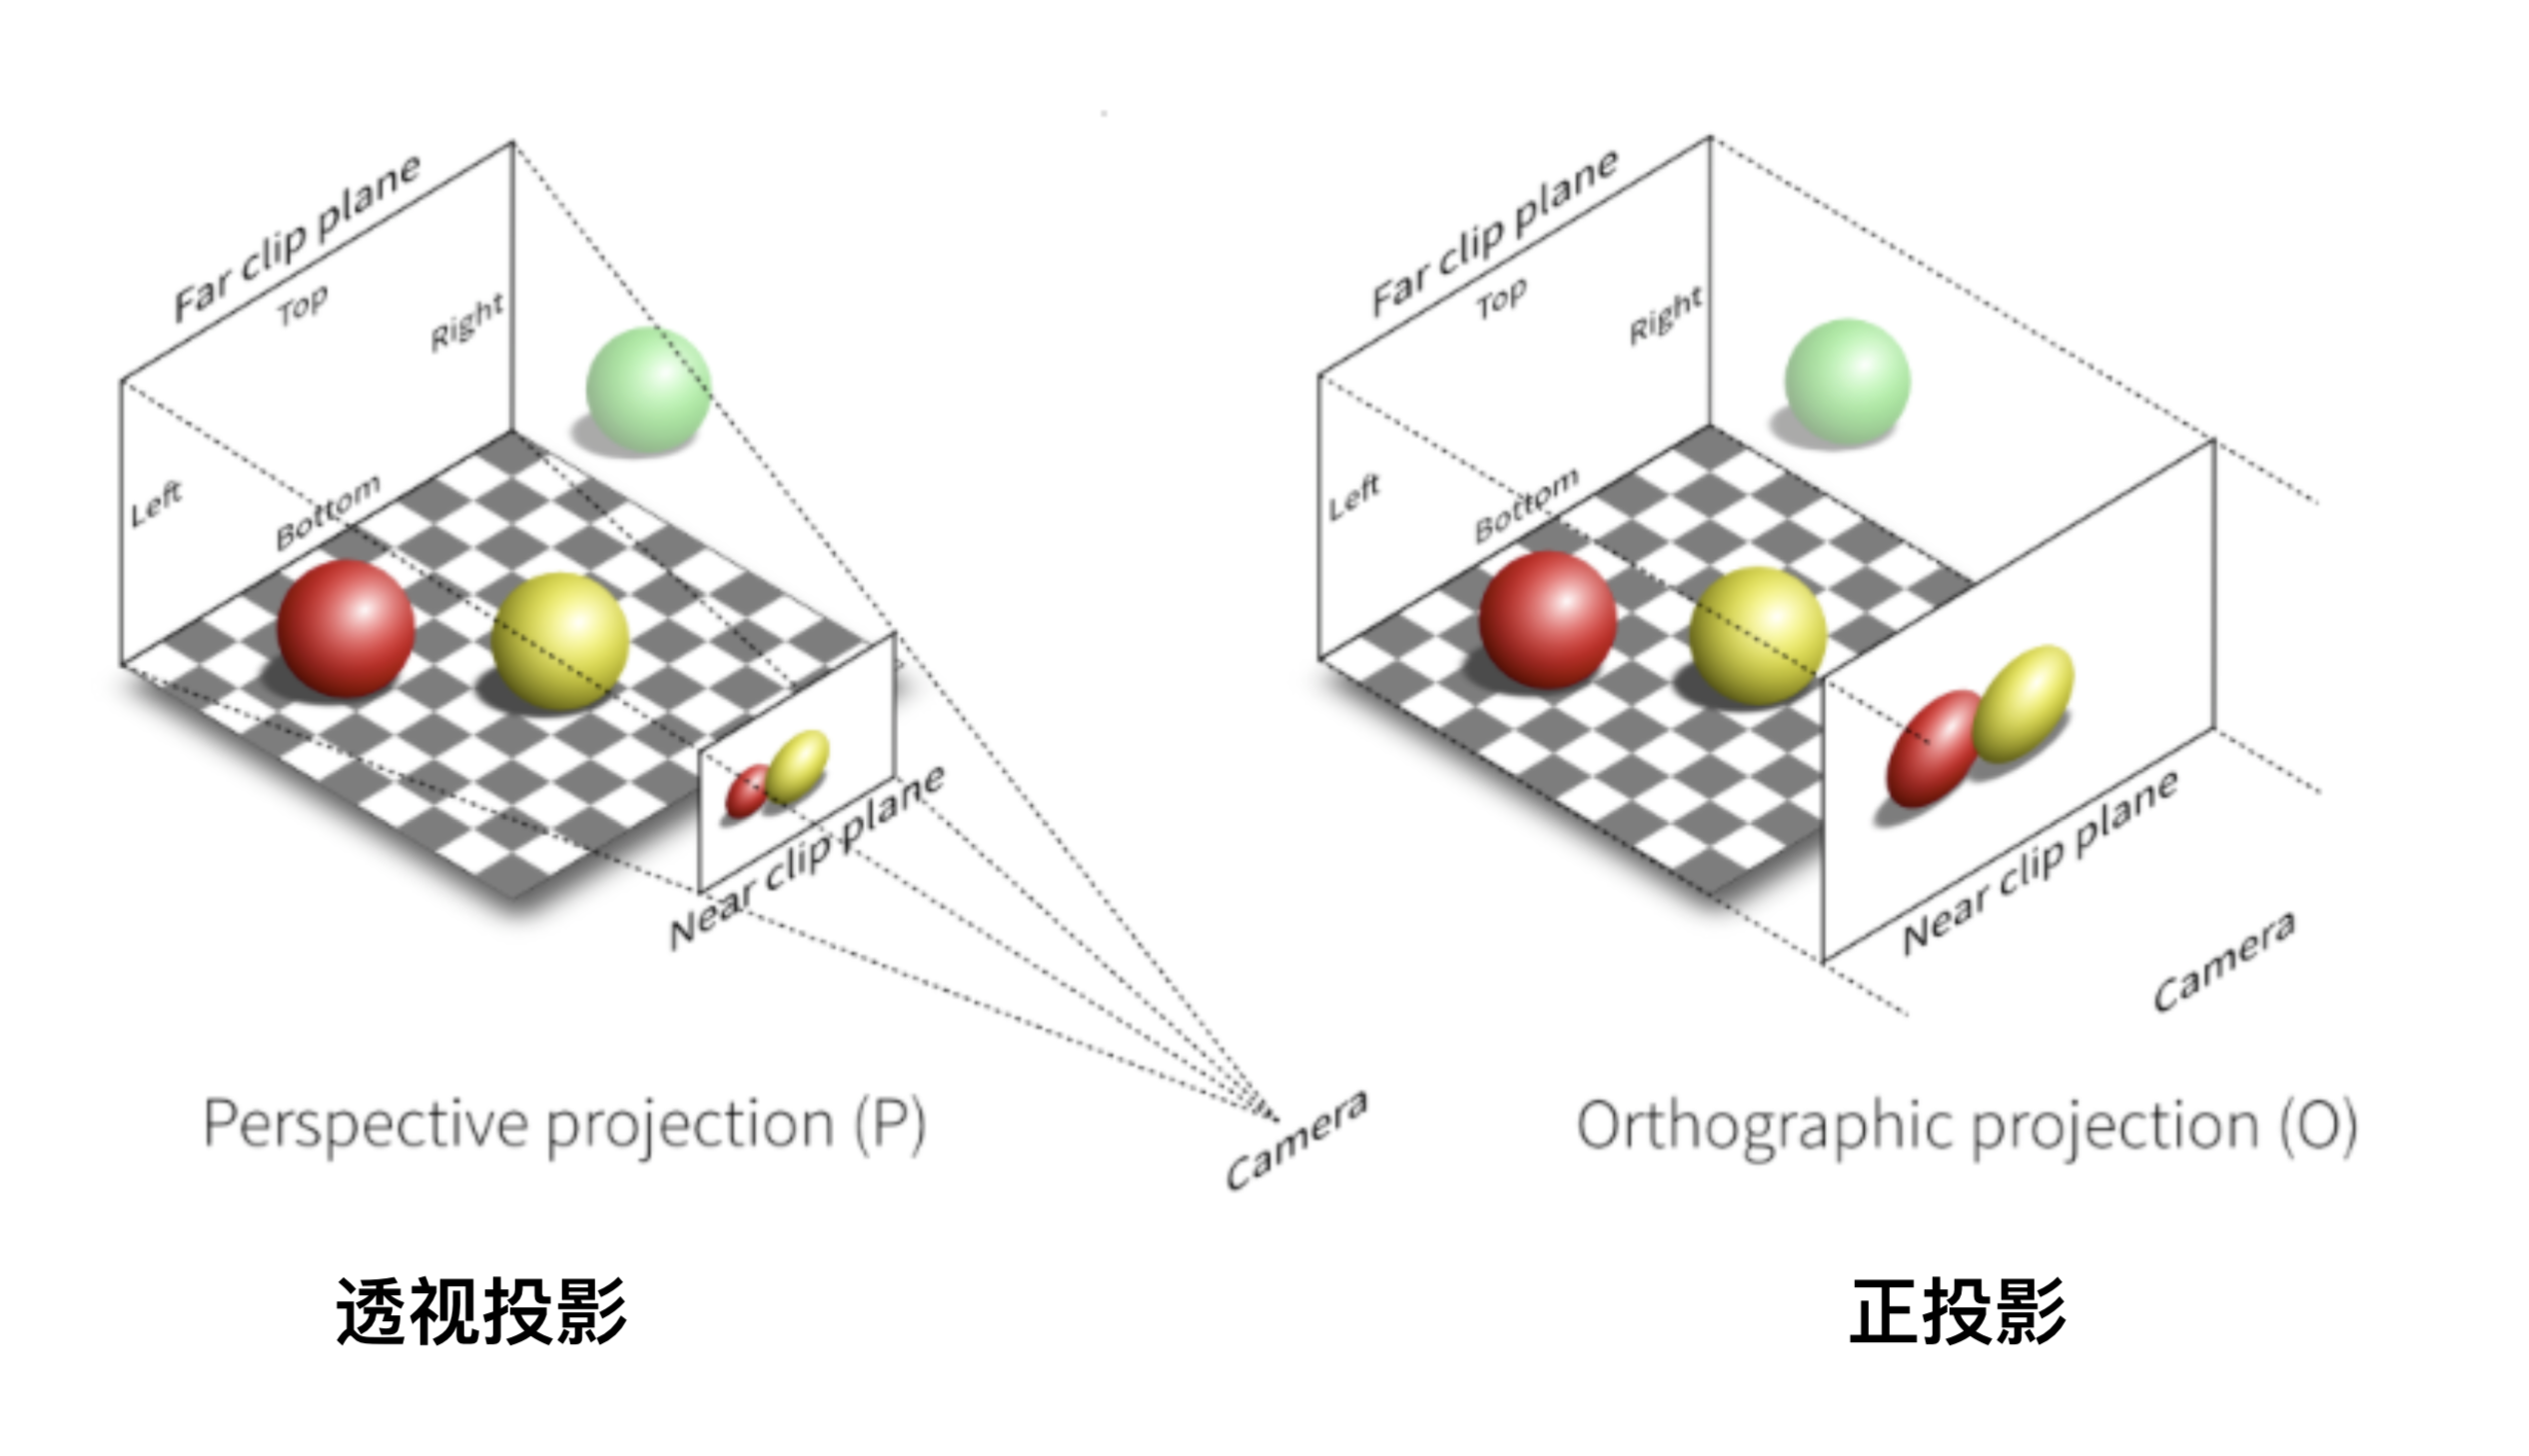 Far clip plane
Top
Right
Left
Bottom
Near clip plane
Camera
Perspective projection (P)
透视投影
Far clip plane
Top
Right
Left
Bottom
Near clip plane
Camera
Orthographic projection (O)
正投影